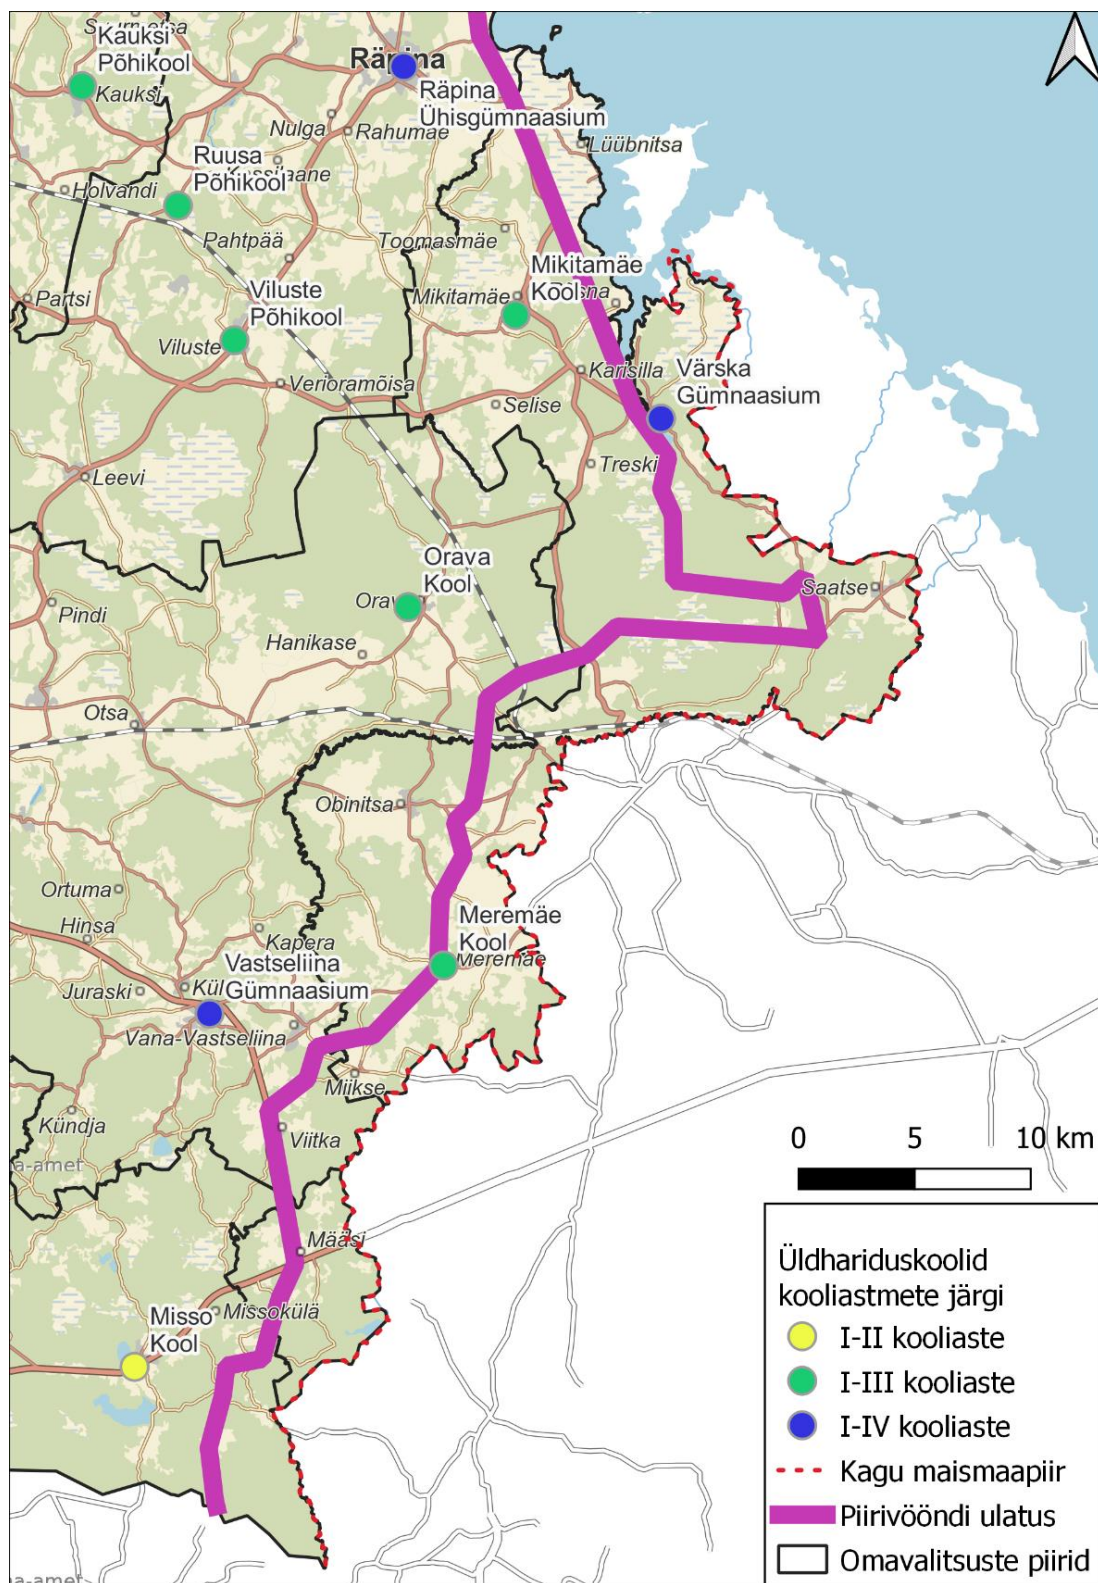 Kauksi
Põhikool
Kauksi
Räpina
Räpina
Ühisgümnaasium
Nulga
Rahumäe
Lüübnitsa
Ruusa
Põhikool
Holvandi
Pahtpää
Toomasmäe
Mikitamäe
Kool
Mikitamäe
Partsi
Viluste
Põhikool
Viluste
Verioramõisa
Karisilla
Värska
Gümnaasium
Selise
Treski
Leevi
Orava
Kool
Saatse
Pindi
Hanikase
Otsa
Obinitsa
Ortuma
Hinsa
Kapera
Meremäe
Kool
Meremäe
Vastseliina
Gümnaasium
Juraski
Vana-Vastseliina
Miikse
Kündja
Viitka
a-amet
Määsi
Missokülä
Misso
Kool
0 5 10 km
Üldhariduskoolid
kooliastmete järgi
I-II kooliaste
I-III kooliaste
I-IV kooliaste
Kagu maismaapiir
Piirivööndi ulatus
Omavalitsuste piirid